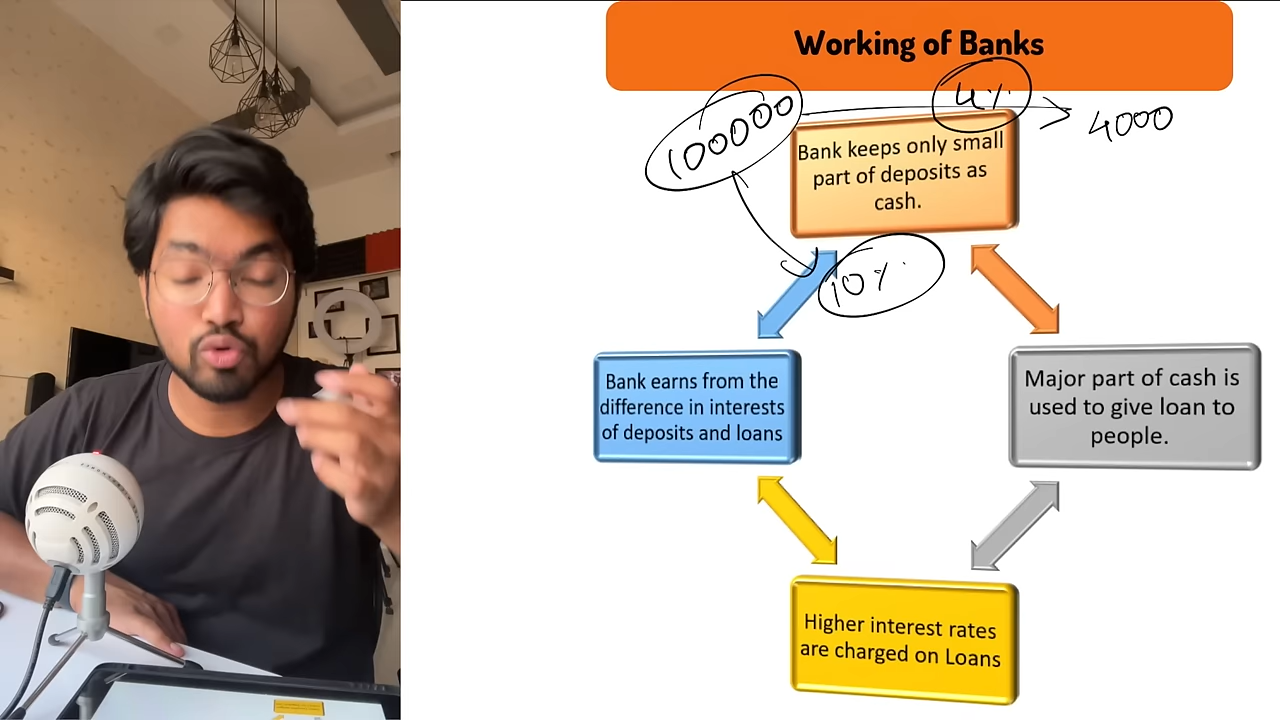 Working of Banks
100000
4%
4000
Bank keeps only small
part of deposits as
cash.
10%
Bank earns from the
difference in interests
of deposits and loans
Major part of cash is
used to give loan to
people.
Higher interest rates
are charged on Loans